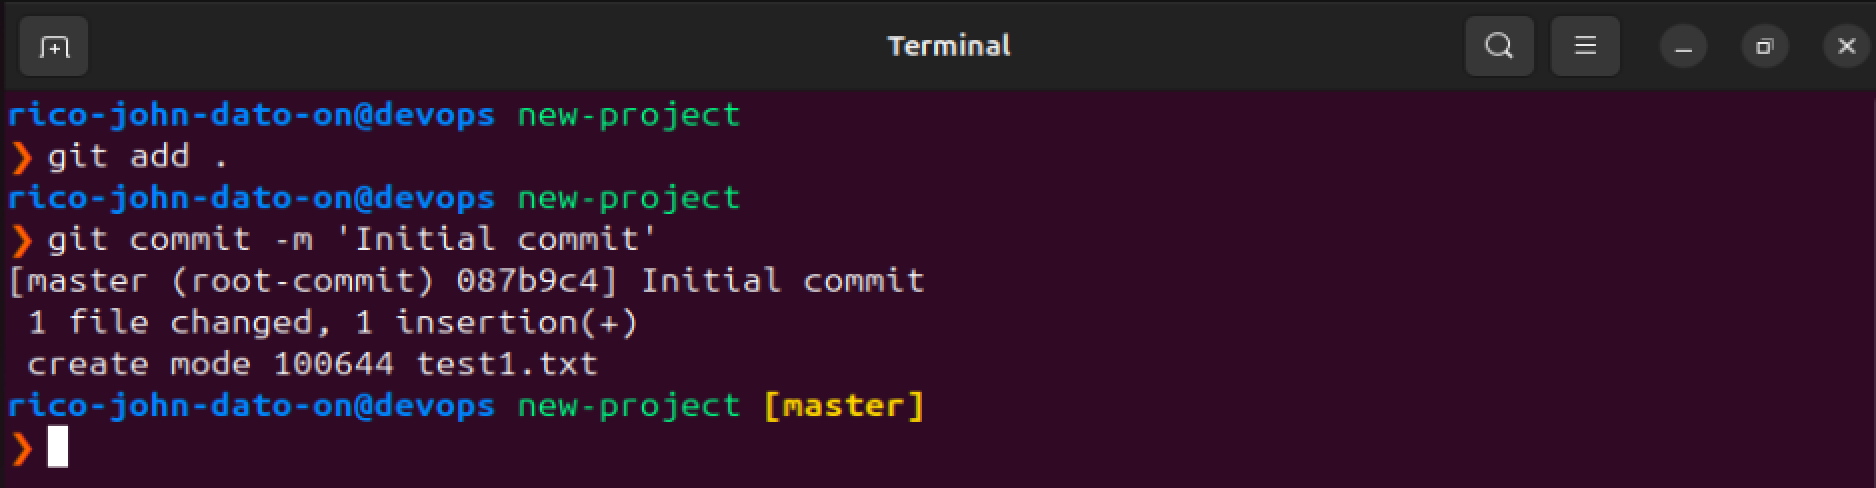 Terminal
rico-john-dato-on@devops new-project
❯ git add .
rico-john-dato-on@devops new-project
❯ git commit -m 'Initial commit'
[master (root-commit) 087b9c4] Initial commit
 1 file changed, 1 insertion(+)
 create mode 100644 test1.txt
rico-john-dato-on@devops new-project [master]
❯